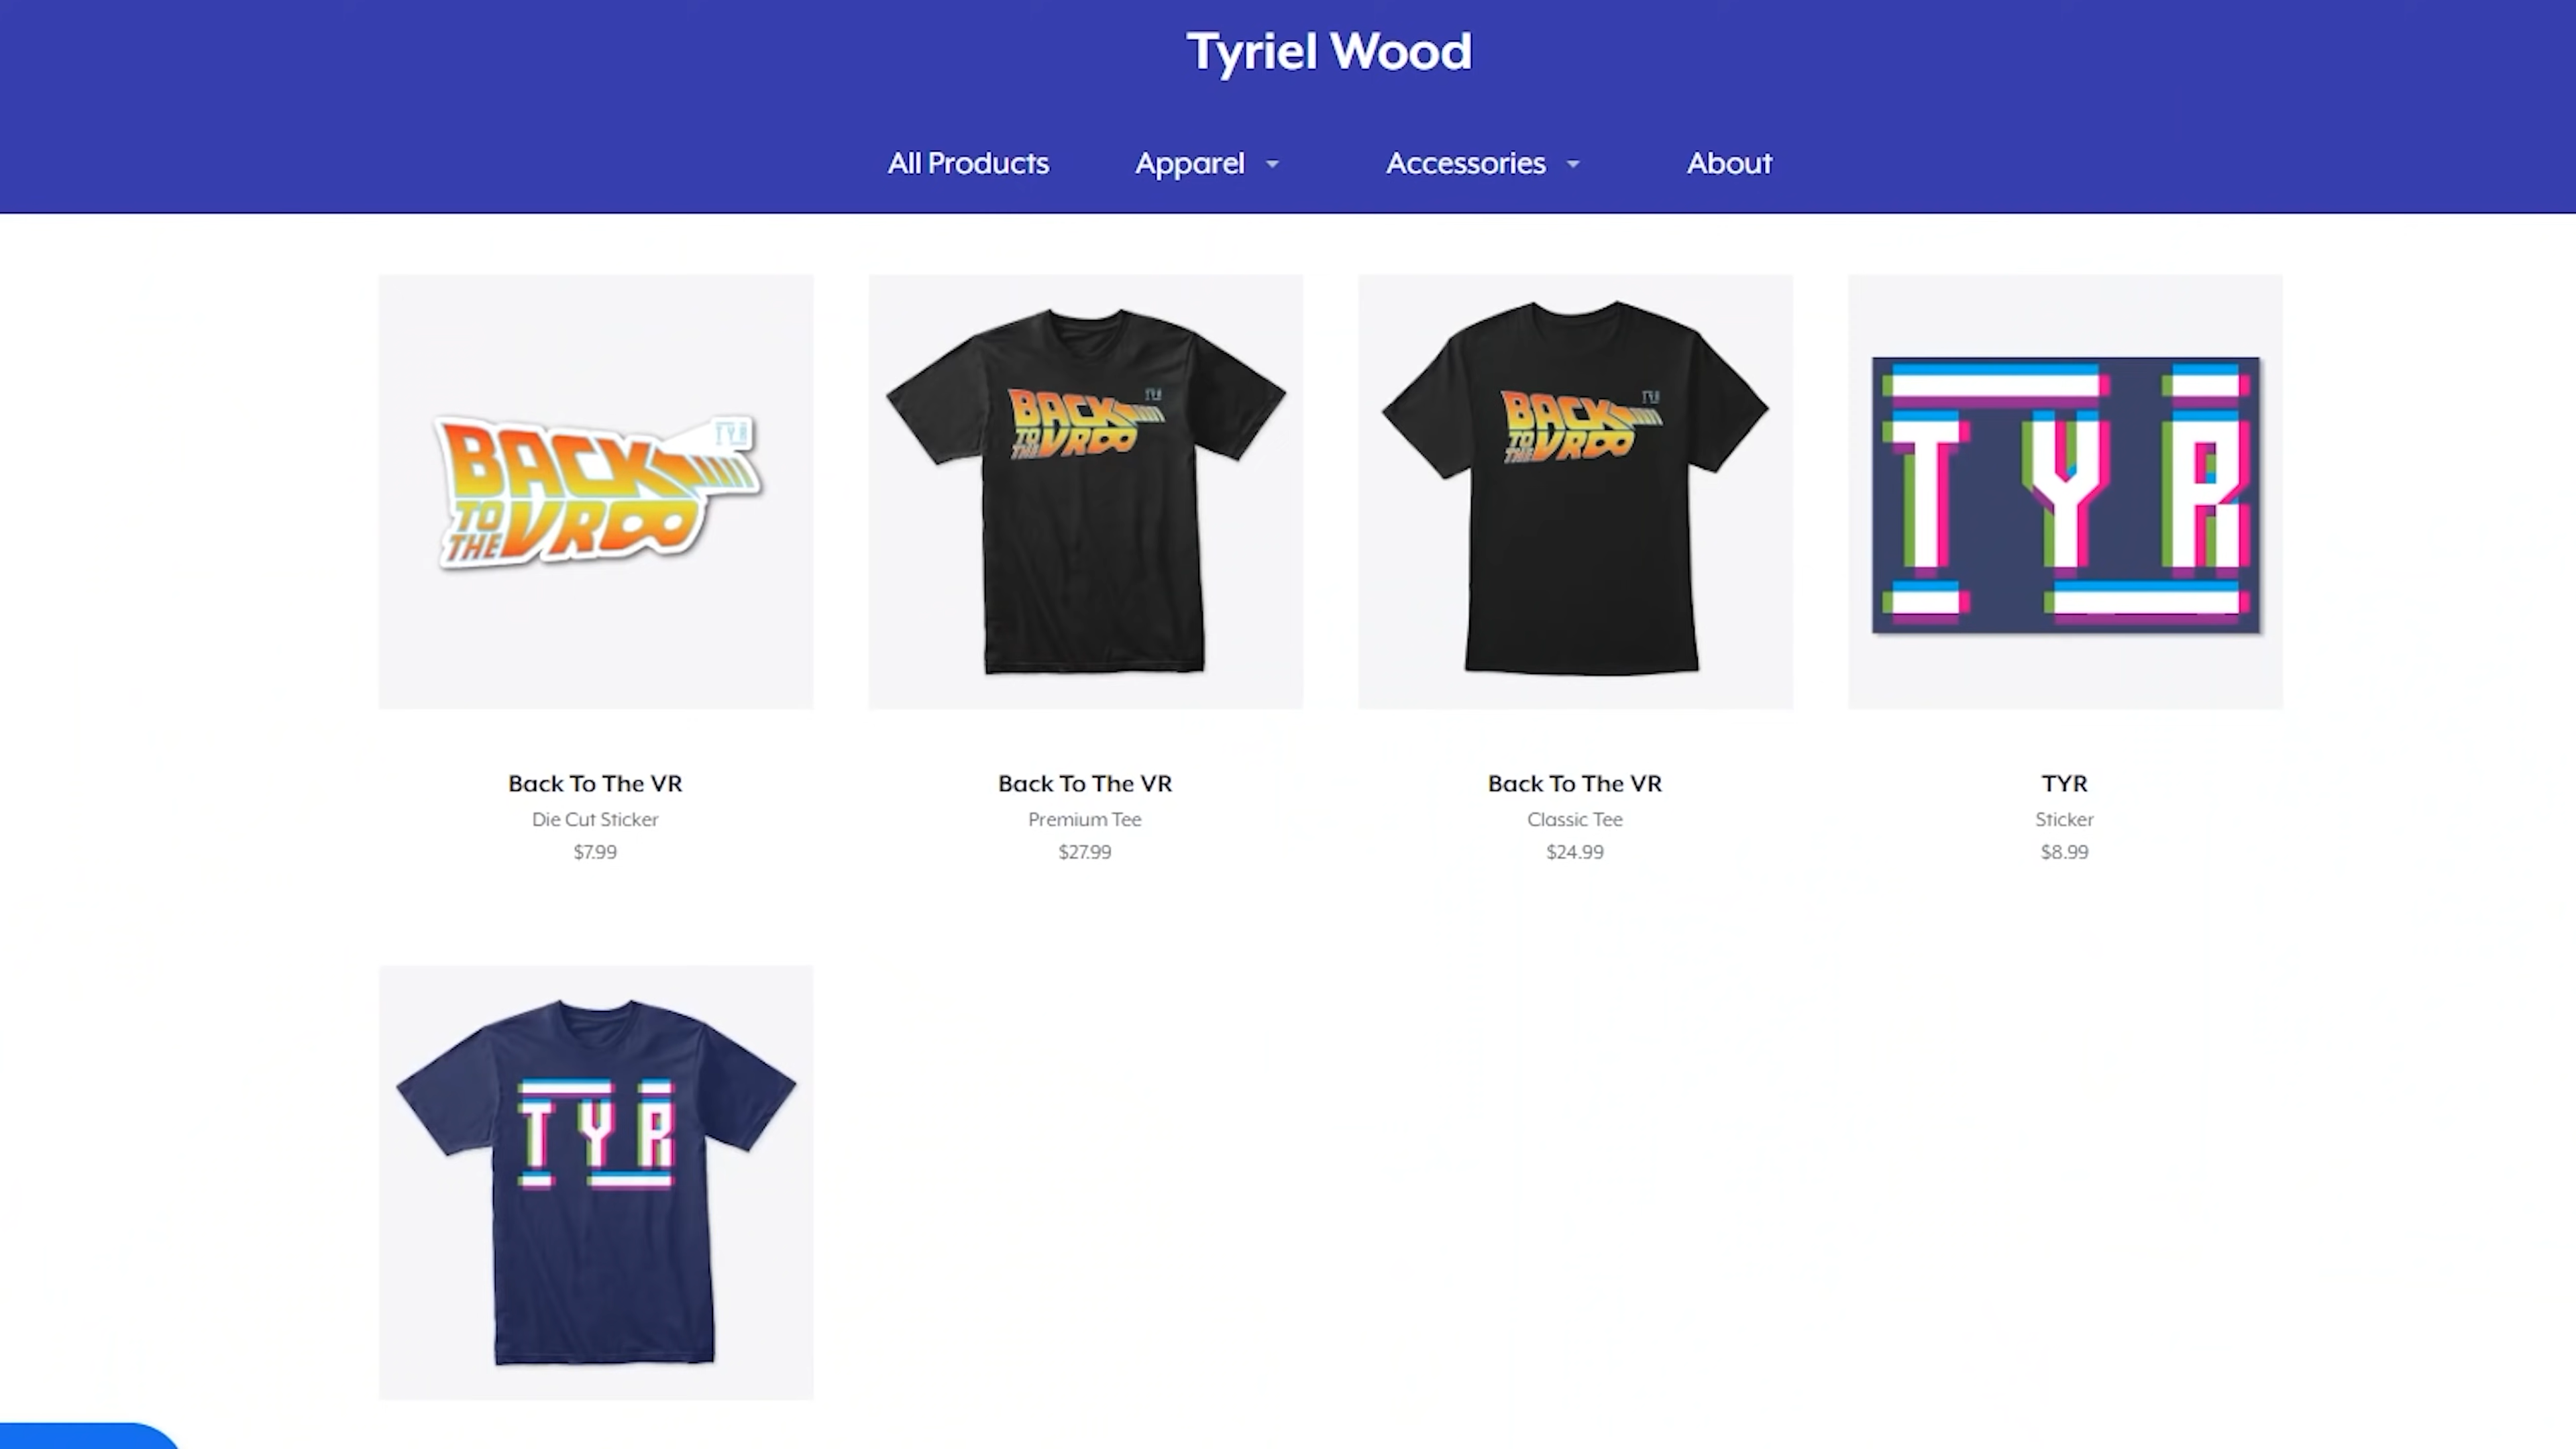 Tyriel Wood
All Products Apparel Accessories About
BACK
TO
THE VR
TYR
BACK
TO
THE VR
TYR
BACK
TO
THE VR
TYR
TYR
Back To The VR
Die Cut Sticker
$7.99
Back To The VR
Premium Tee
$27.99
Back To The VR
Classic Tee
$24.99
TYR
Sticker
$8.99
TYR